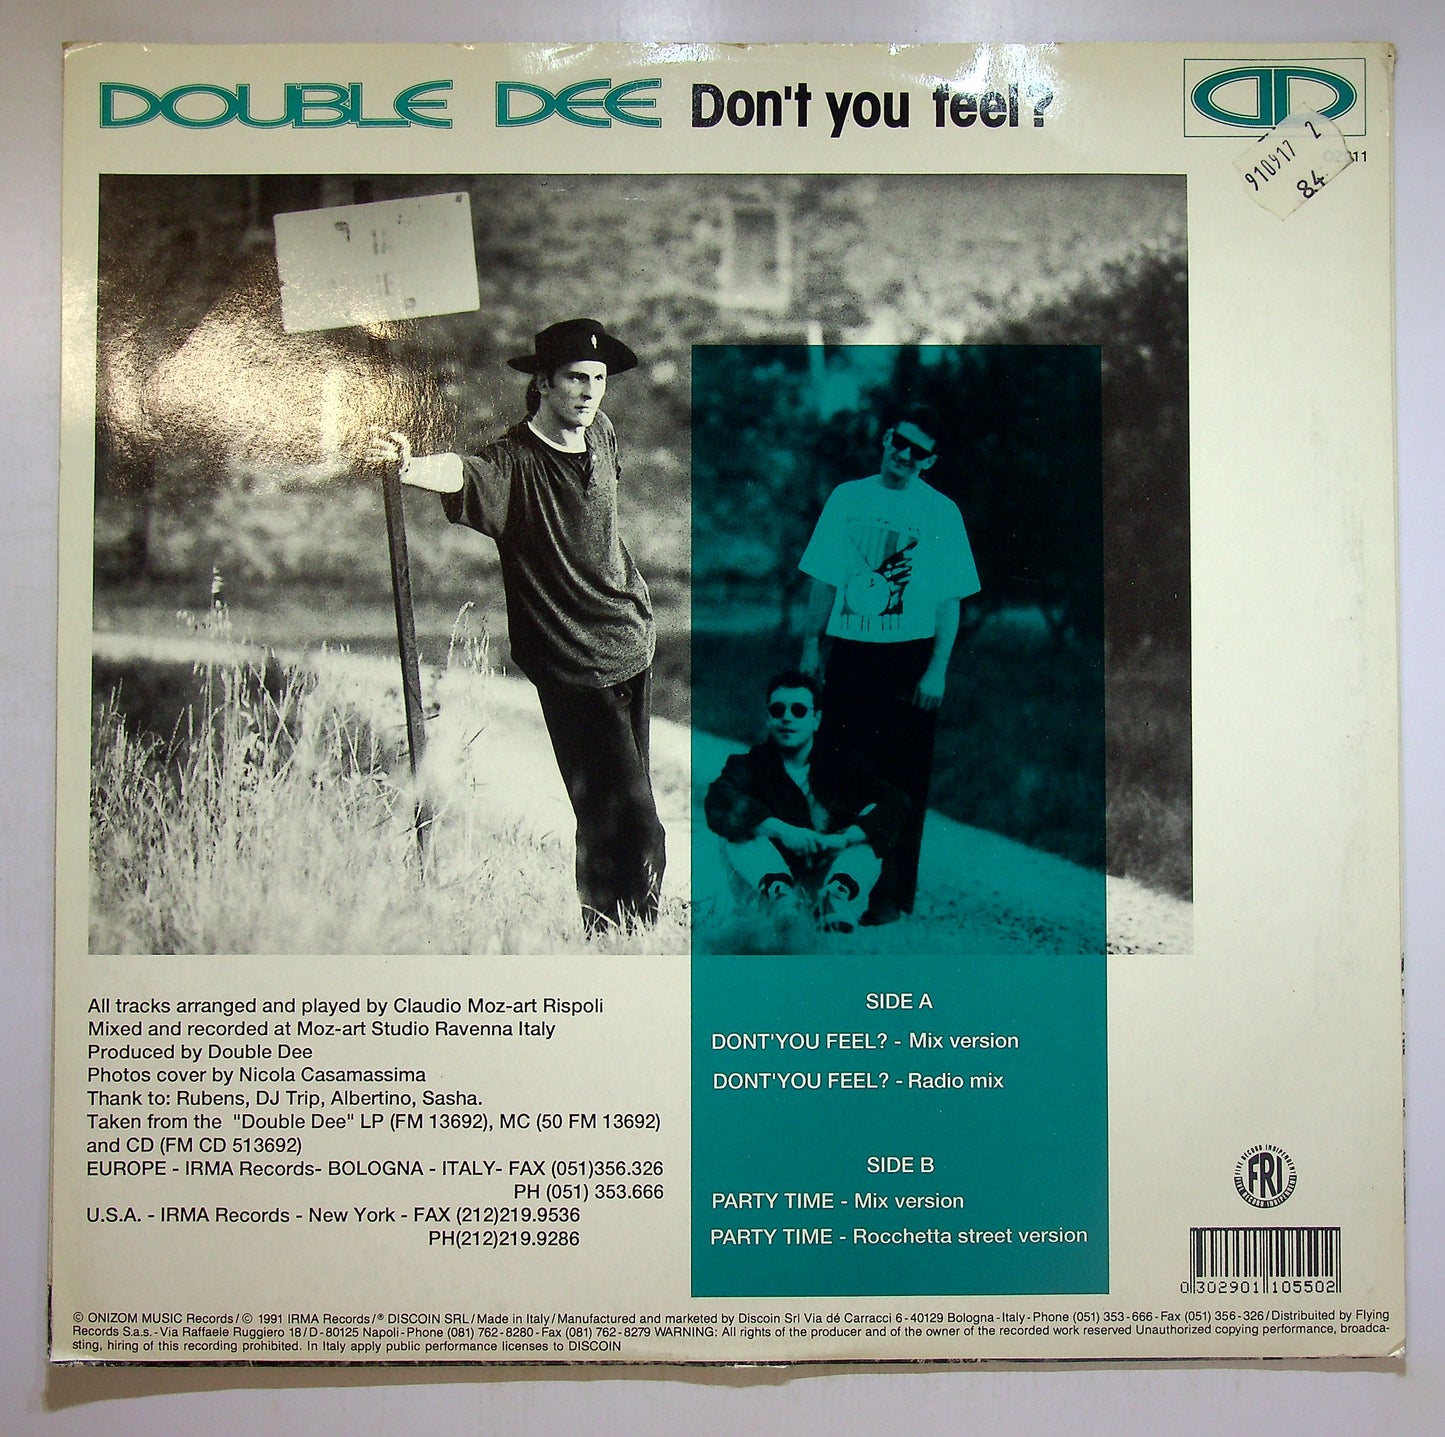 DOUBLE DEE Don't you feel?
910917 2
84
11
All tracks arranged and played by Claudio Moz-art Rispoli
Mixed and recorded at Moz-art Studio Ravenna Italy
Produced by Double Dee
Photos cover by Nicola Casamassima
Thank to: Rubens, DJ Trip, Albertino, Sasha.
Taken from the "Double Dee" LP (FM 13692), MC (50 FM 13692)
and CD (FM CD 513692)
EUROPE - IRMA Records- BOLOGNA - ITALY- FAX (051)356.326
PH (051) 353.666
U.S.A. - IRMA Records - New York - FAX (212)219.9536
PH(212)219.9286
SIDE A
DONT'YOU FEEL? - Mix version
DONT'YOU FEEL? - Radio mix
SIDE B
PARTY TIME - Mix version
PARTY TIME - Rocchetta street version
FRI
0 302901 105502
© ONIZOM MUSIC Records / © 1991 IRMA Records / ® DISCOIN SRL / Made in Italy / Manufactured and marketed by Discoin Srl Via dé Carracci 6 - 40129 Bologna - Italy - Phone (051) 353 - 666 - Fax (051) 356 - 326 / Distribuited by Flying
Records S.a.s. - Via Raffaele Ruggiero 18 / D - 80125 Napoli - Phone (081) 762 - 8280 - Fax (081) 762 - 8279 WARNING: All rights of the producer and of the owner of the recorded work reserved Unauthorized copying performance, broadca-
sting, hiring of this recording prohibited. In Italy apply public performance licenses to DISCOIN